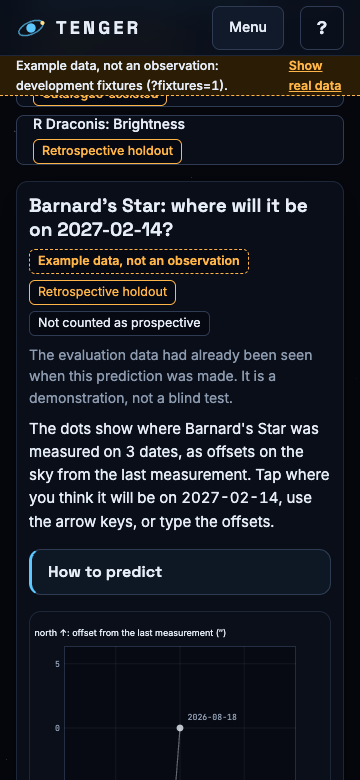 TENGER
Menu
?
Example data, not an observation:
development fixtures (?fixtures=1).
Show
real data
R Draconis: Brightness
Retrospective holdout
Barnard's Star: where will it be
on 2027-02-14?
Example data, not an observation
Retrospective holdout
Not counted as prospective
The evaluation data had already been seen
when this prediction was made. It is a
demonstration, not a blind test.
The dots show where Barnard's Star was
measured on 3 dates, as offsets on the
sky from the last measurement. Tap where
you think it will be on 2027-02-14, use
the arrow keys, or type the offsets.
How to predict
north ↑: offset from the last measurement (″)
5
2026-08-18
0